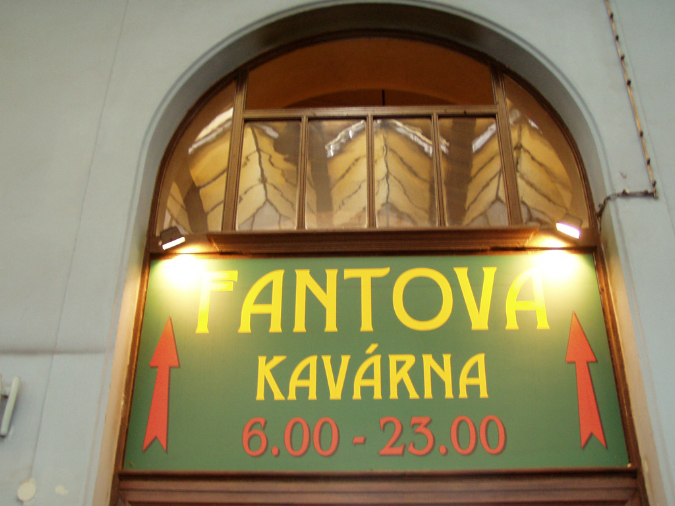 FANTOVA
KAVÁRNA
6.00 - 23.00